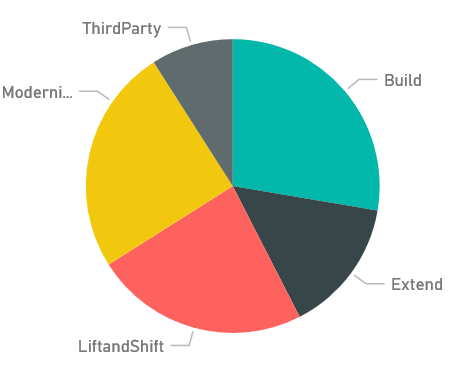 ThirdParty
Build
Moderni...
Extend
LiftandShift